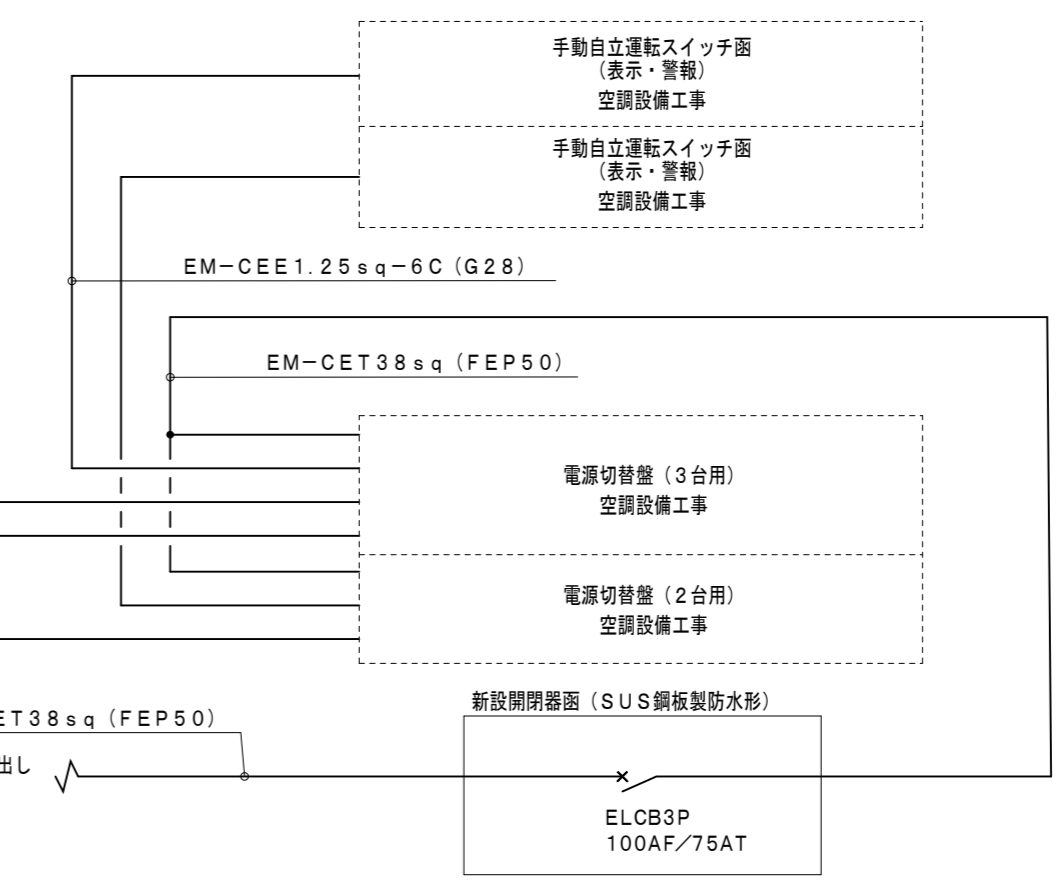 手動自立運転スイッチ函
(表示・警報)
空調設備工事
手動自立運転スイッチ函
(表示・警報)
空調設備工事
EM-CEE1.25sq-6C(G28)
EM-CET38sq(FEP50)
電源切替盤(3台用)
空調設備工事
電源切替盤(2台用)
空調設備工事
新設開閉器函(SUS鋼板製防水形)
ET38sq(FEP50)
出し
ELCB3P
100AF/75AT